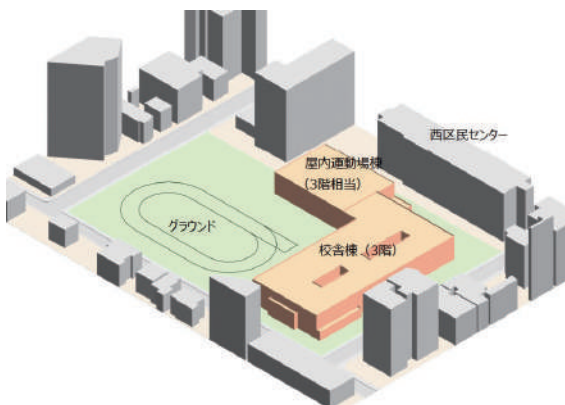 西区民センター
屋内運動場棟
(3階相当)
グラウンド
校舎棟（3階）